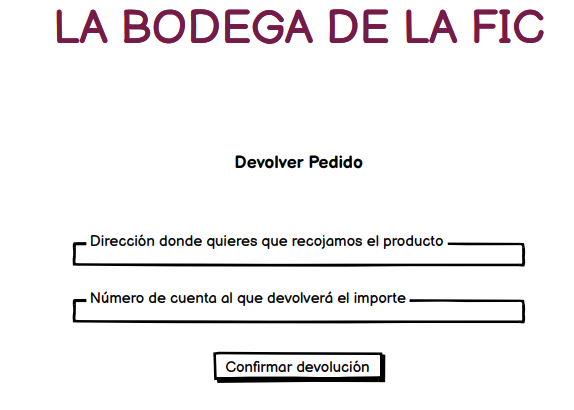 LA BODEGA DE LA FIC
Devolver Pedido
Dirección donde quieres que recojamos el producto
Número de cuenta al que devolverá el importe
Confirmar devolución